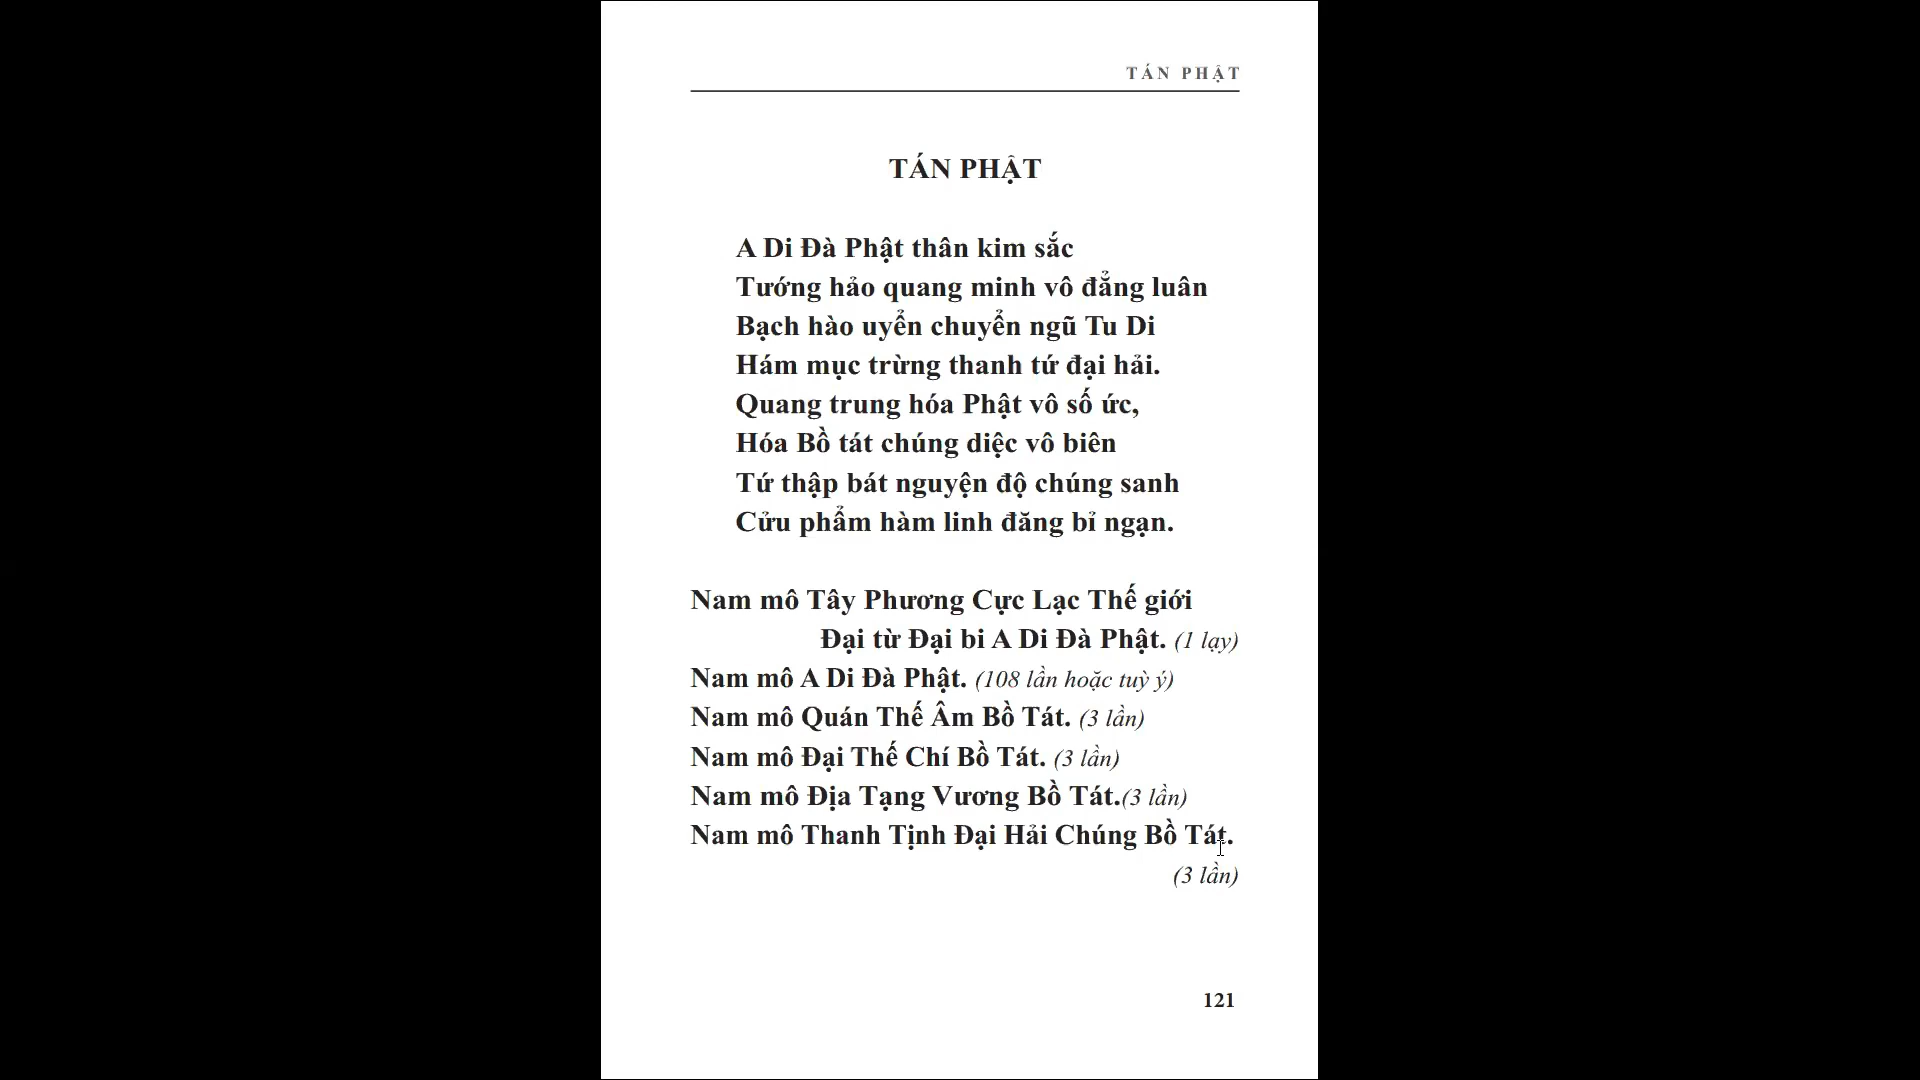 TÁN PHẬT
TÁN PHẬT
A Di Đà Phật thân kim sắc
Tướng hảo quang minh vô đẳng luân
Bạch hào uyển chuyển ngũ Tu Di
Hám mục trừng thanh tứ đại hải.
Quang trung hóa Phật vô số ức,
Hóa Bồ tát chúng diệc vô biên
Tứ thập bát nguyện độ chúng sanh
Cửu phẩm hàm linh đăng bỉ ngạn.
Nam mô Tây Phương Cực Lạc Thế giới
Đại từ Đại bi A Di Đà Phật. (1 lạy)
Nam mô A Di Đà Phật. (108 lần hoặc tuỳ ý)
Nam mô Quán Thế Âm Bồ Tát. (3 lần)
Nam mô Đại Thế Chí Bồ Tát. (3 lần)
Nam mô Địa Tạng Vương Bồ Tát.(3 lần)
Nam mô Thanh Tịnh Đại Hải Chúng Bồ Tát.
(3 lần)
121